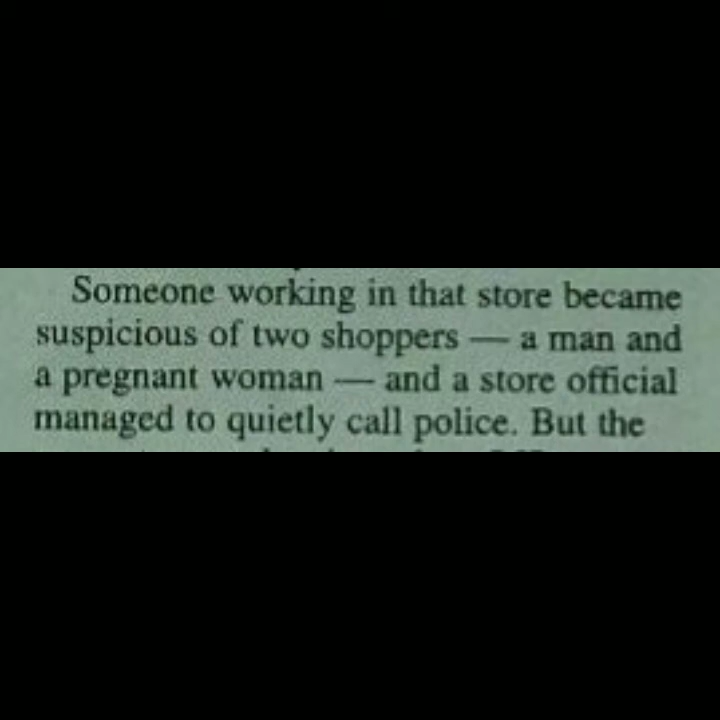 Someone working in that store became
suspicious of two shoppers — a man and
a pregnant woman — and a store official
managed to quietly call police. But the